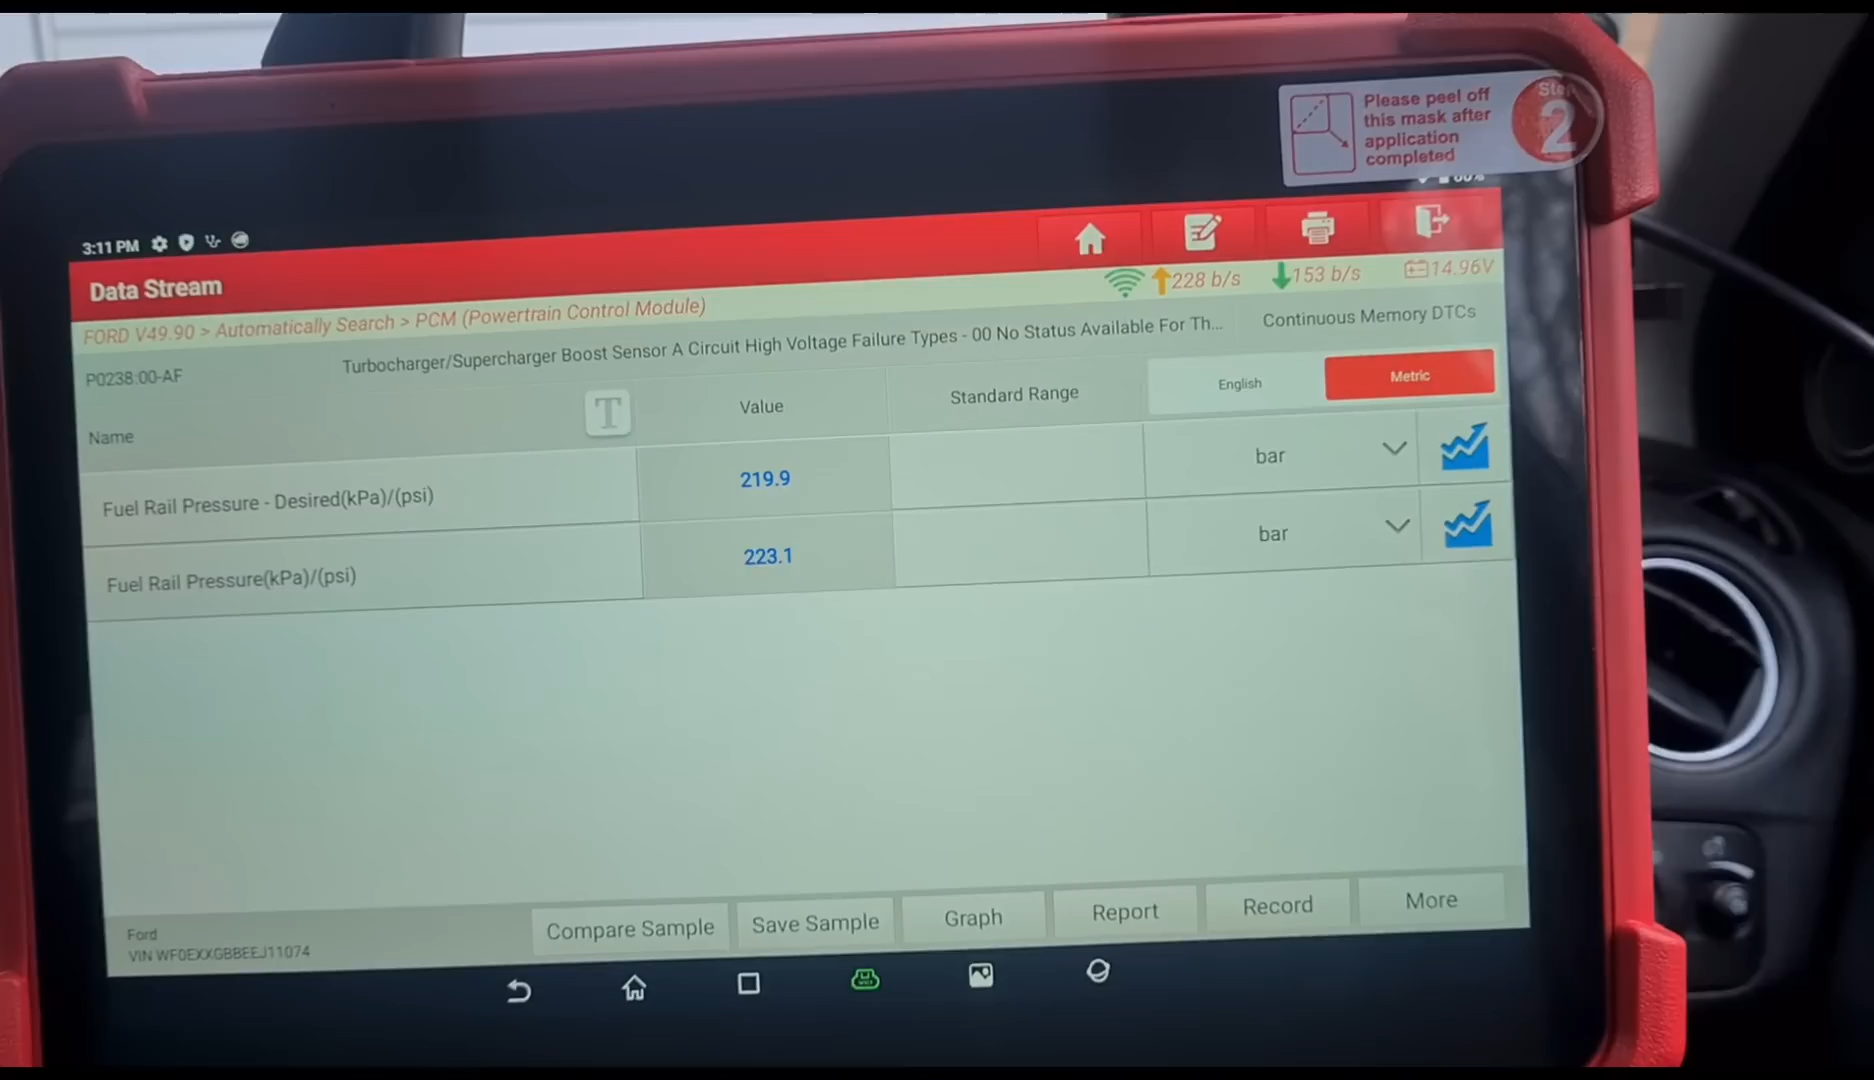 Please peel off
this mask after
application
completed
Step
2
3:11 PM
Data Stream
228 b/s
153 b/s
14.96V
FORD V49.90 > Automatically Search > PCM (Powertrain Control Module)
P0238:00-AF
Turbocharger/Supercharger Boost Sensor A Circuit High Voltage Failure Types - 00 No Status Available For Th...
Continuous Memory DTCs
Name
T
Value
Standard Range
English
Metric
Fuel Rail Pressure - Desired(kPa)/(psi)
219.9
bar
Fuel Rail Pressure(kPa)/(psi)
223.1
bar
Ford
VIN WF0EXXGBBEEJ11074
Compare Sample
Save Sample
Graph
Report
Record
More